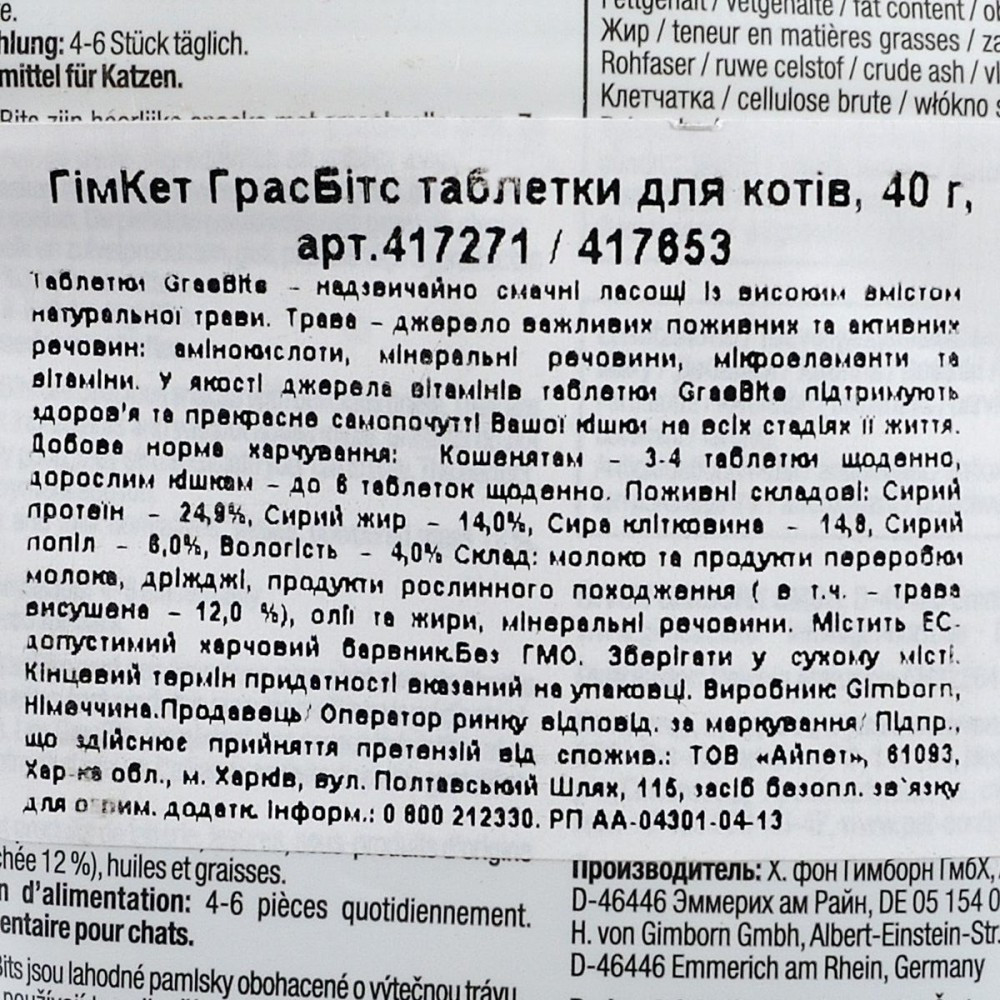 e.
hlung: 4-6 Stück täglich.
mittel für Katzen.
Fettgehalt / vetgehalte / fat content /
Жир / teneur en matières grasses /
Rohfaser / ruwe celstof / crude ash /
Клетчатка / cellulose brute / włókno
ГімКет ГрасБітс таблетки для котів, 40 г,
арт.417271 / 417653
Таблетки GrasBits – надзвичайно смачні ласощі із високим вмістом
натуральної трави. Трава – джерело важливих поживних та активних
речовин: амінокислоти, мінеральні речовини, мікроелементи та
вітаміни. У якості джерела вітамінів таблетки GrasBits підтримують
здоров'я та прекрасне самопочутті Вашої кішки на всіх стадіях її життя.
Добова норма харчування: Кошенятам – 3-4 таблетки щоденно,
дорослим кішкам – до 6 таблеток щоденно. Поживні складові: Сирий
протеїн – 24,9%, Сирий жир – 14,0%, Сира клітковина – 14,8, Сирий
попіл – 6,0%, Вологість – 4,0% Склад: молоко та продукти переробки
молока, дріжджі, продукти рослинного походження ( в т.ч. – трава
висушена – 12,0 %), олії та жири, мінеральні речовини. Містить ЕС-
допустимий харчовий барвник.Без ГМО. Зберігати у сухому місті.
Кінцевий термін придатності вказаний на упаковці. Виробник: Gimborn,
Німеччина.Продавець/ Оператор ринку відповід. за маркування/ Підпр.,
що здійснює прийняття претензій від спожив.: ТОВ «Айпет», 61093,
Хар-ка обл., м. Харків, вул. Полтавський Шлях, 115, засіб безопл. зв`язку
для отрим. додатк. інформ.: 0 800 212330. РП АА-04301-04-13
chée 12 %), huiles et graisses.
n d'alimentation: 4-6 pièces quotidiennement.
entaire pour chats.
Bits jsou lahodné pamlsky obohacené o výtečnou trávu
Производитель: Х. фон Гимборн ГмбХ,
D-46446 Эммерих ам Райн, DE 05 154 0
H. von Gimborn Gmbh, Albert-Einstein-Str.
D-46446 Emmerich am Rhein, Germany